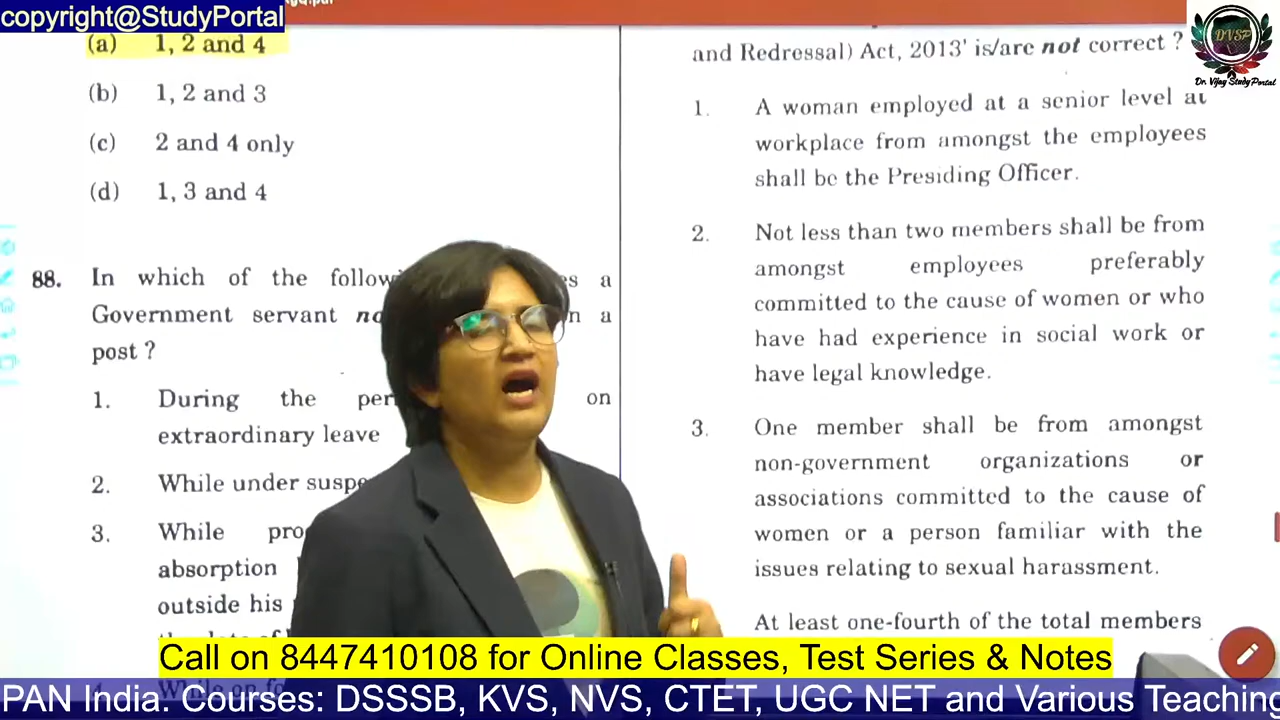 copyright@StudyPortal
(a) 1, 2 and 4
(b) 1, 2 and 3
(c) 2 and 4 only
(d) 1, 3 and 4
88. In which of the s a
Government servant n a
post ?
1. During the on
extraordinary leave
2. While under
3. While
absorption
outside his
and Redressal) Act, 2013' is/are not correct ?
1. A woman employed at a senior level at
workplace from amongst the employees
shall be the Presiding Officer.
2. Not less than two members shall be from
amongst employees preferably
committed to the cause of women or who
have had experience in social work or
have legal knowledge.
3. One member shall be from amongst
non-government organizations or
associations committed to the cause of
women or a person familiar with the
issues relating to sexual harassment.
At least one-fourth of the total members
DVSP
Dr. Vijay StudyPortal
Call on 8447410108 for Online Classes, Test Series & Notes
PAN India. Courses: DSSSB, KVS, NVS, CTET, UGC NET and Various Teaching